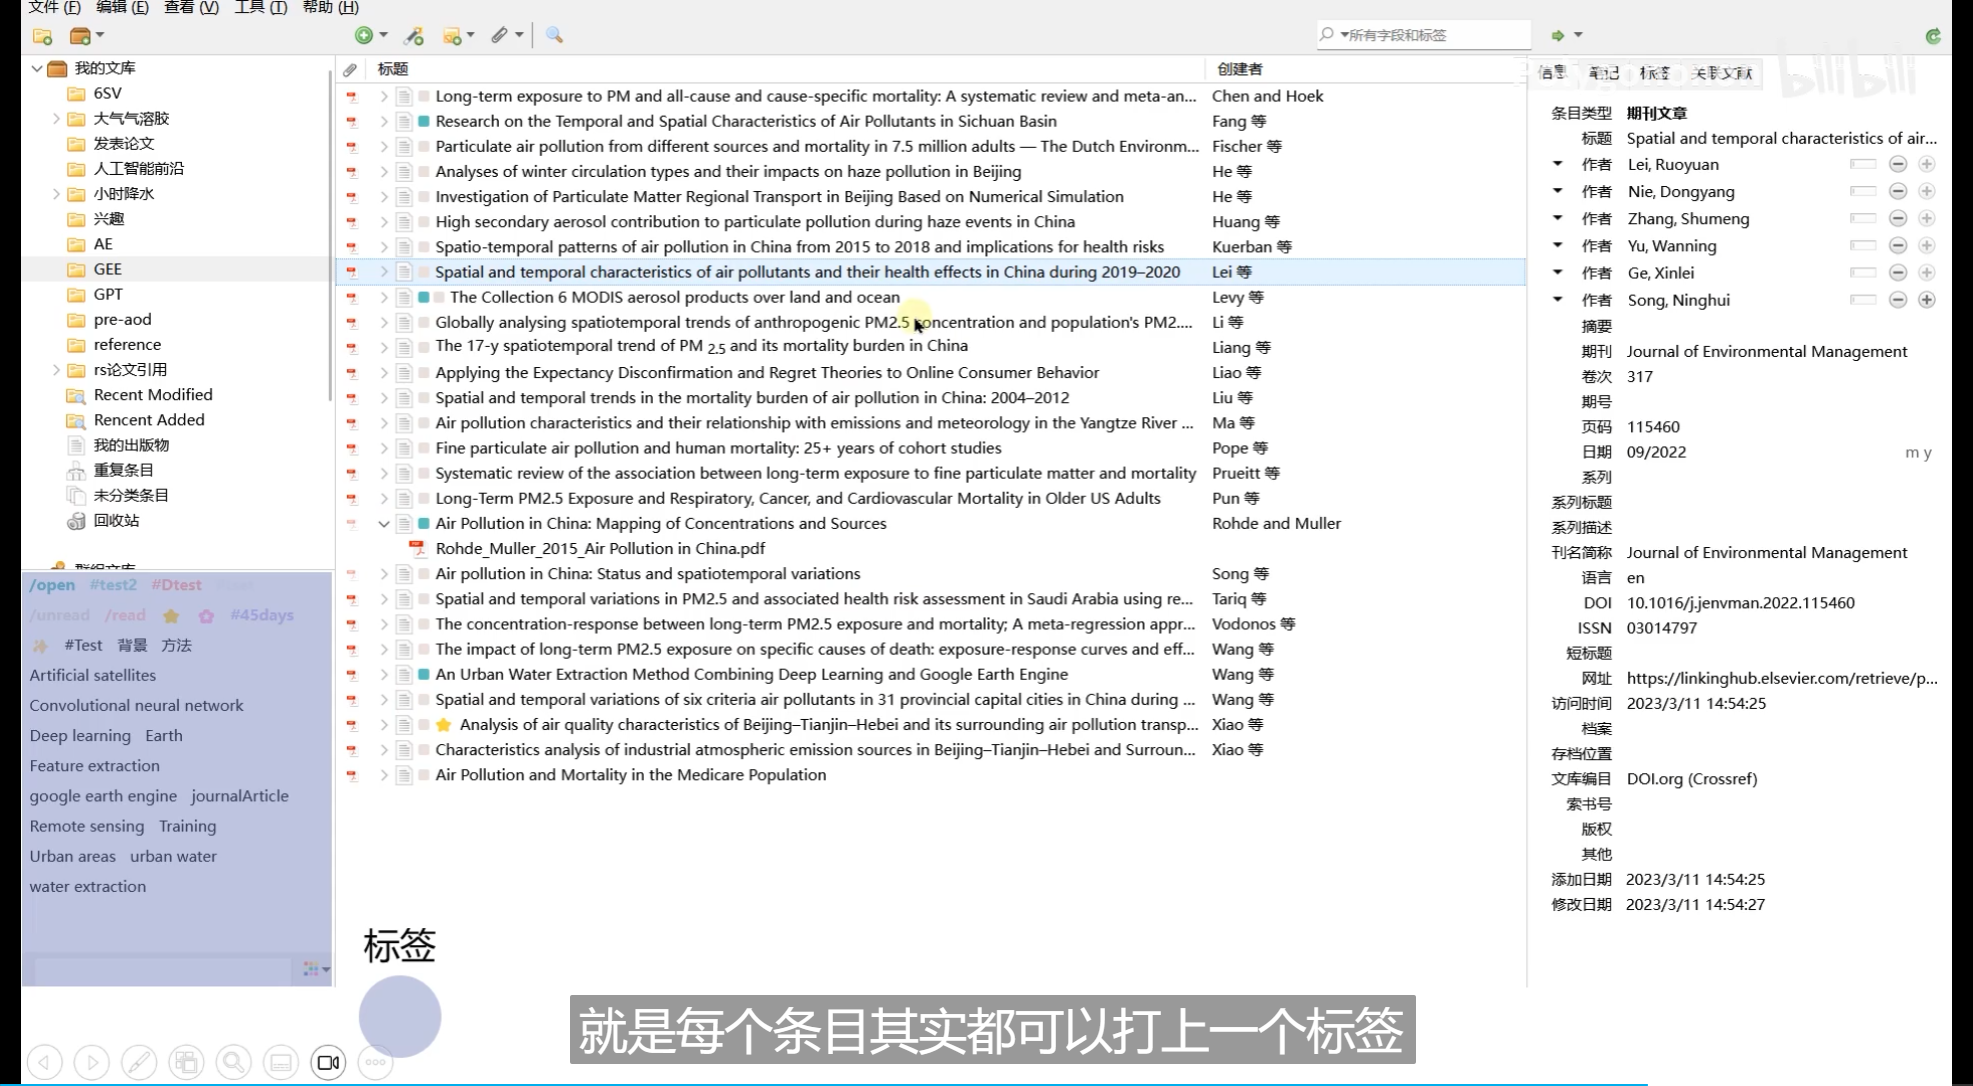 文件 (F) 编辑 (E) 查看 (V) 工具 (T) 帮助 (H)
所有字段和标签
我的文库
6SV
大气气溶胶
发表论文
人工智能前沿
小时降水
兴趣
AE
GEE
GPT
pre-aod
reference
rs论文引用
Recent Modified
Rencent Added
我的出版物
重复条目
未分类条目
回收站
/open #test2 #Dtest
/unread /read #45days
#Test 背景 方法
Artificial satellites
Convolutional neural network
Deep learning Earth
Feature extraction
google earth engine journalArticle
Remote sensing Training
Urban areas urban water
water extraction
标题 创建者
Long-term exposure to PM and all-cause and cause-specific mortality: A systematic review and meta-an... Chen and Hoek
Research on the Temporal and Spatial Characteristics of Air Pollutants in Sichuan Basin Fang 等
Particulate air pollution from different sources and mortality in 7.5 million adults — The Dutch Environm... Fischer 等
Analyses of winter circulation types and their impacts on haze pollution in Beijing He 等
Investigation of Particulate Matter Regional Transport in Beijing Based on Numerical Simulation He 等
High secondary aerosol contribution to particulate pollution during haze events in China Huang 等
Spatio-temporal patterns of air pollution in China from 2015 to 2018 and implications for health risks Kuerban 等
Spatial and temporal characteristics of air pollutants and their health effects in China during 2019–2020 Lei 等
The Collection 6 MODIS aerosol products over land and ocean Levy 等
Globally analysing spatiotemporal trends of anthropogenic PM2.5 concentration and population's PM2.... Li 等
The 17-y spatiotemporal trend of PM 2.5 and its mortality burden in China Liang 等
Applying the Expectancy Disconfirmation and Regret Theories to Online Consumer Behavior Liao 等
Spatial and temporal trends in the mortality burden of air pollution in China: 2004–2012 Liu 等
Air pollution characteristics and their relationship with emissions and meteorology in the Yangtze River ... Ma 等
Fine particulate air pollution and human mortality: 25+ years of cohort studies Pope 等
Systematic review of the association between long-term exposure to fine particulate matter and mortality Prueitt 等
Long-Term PM2.5 Exposure and Respiratory, Cancer, and Cardiovascular Mortality in Older US Adults Pun 等
Air Pollution in China: Mapping of Concentrations and Sources Rohde and Muller
Rohde_Muller_2015_Air Pollution in China.pdf
Air pollution in China: Status and spatiotemporal variations Song 等
Spatial and temporal variations in PM2.5 and associated health risk assessment in Saudi Arabia using re... Tariq 等
The concentration-response between long-term PM2.5 exposure and mortality; A meta-regression appr... Vodonos 等
The impact of long-term PM2.5 exposure on specific causes of death: exposure-response curves and eff... Wang 等
An Urban Water Extraction Method Combining Deep Learning and Google Earth Engine Wang 等
Spatial and temporal variations of six criteria air pollutants in 31 provincial capital cities in China during ... Wang 等
Analysis of air quality characteristics of Beijing–Tianjin–Hebei and its surrounding air pollution transp... Xiao 等
Characteristics analysis of industrial atmospheric emission sources in Beijing–Tianjin–Hebei and Surroun... Xiao 等
Air Pollution and Mortality in the Medicare Population
信息 笔记 标签 关联文献
bilibili
条目类型 期刊文章
标题 Spatial and temporal characteristics of air...
作者 Lei, Ruoyuan
作者 Nie, Dongyang
作者 Zhang, Shumeng
作者 Yu, Wanning
作者 Ge, Xinlei
作者 Song, Ninghui
摘要
期刊 Journal of Environmental Management
卷次 317
期号
页码 115460
日期 09/2022 m y
系列
系列标题
系列描述
刊名简称 Journal of Environmental Management
语言 en
DOI 10.1016/j.jenvman.2022.115460
ISSN 03014797
短标题
网址 https://linkinghub.elsevier.com/retrieve/p...
访问时间 2023/3/11 14:54:25
档案
存档位置
文库编目 DOI.org (Crossref)
索书号
版权
其他
添加日期 2023/3/11 14:54:25
修改日期 2023/3/11 14:54:27
标签
就是每个条目其实都可以打上一个标签